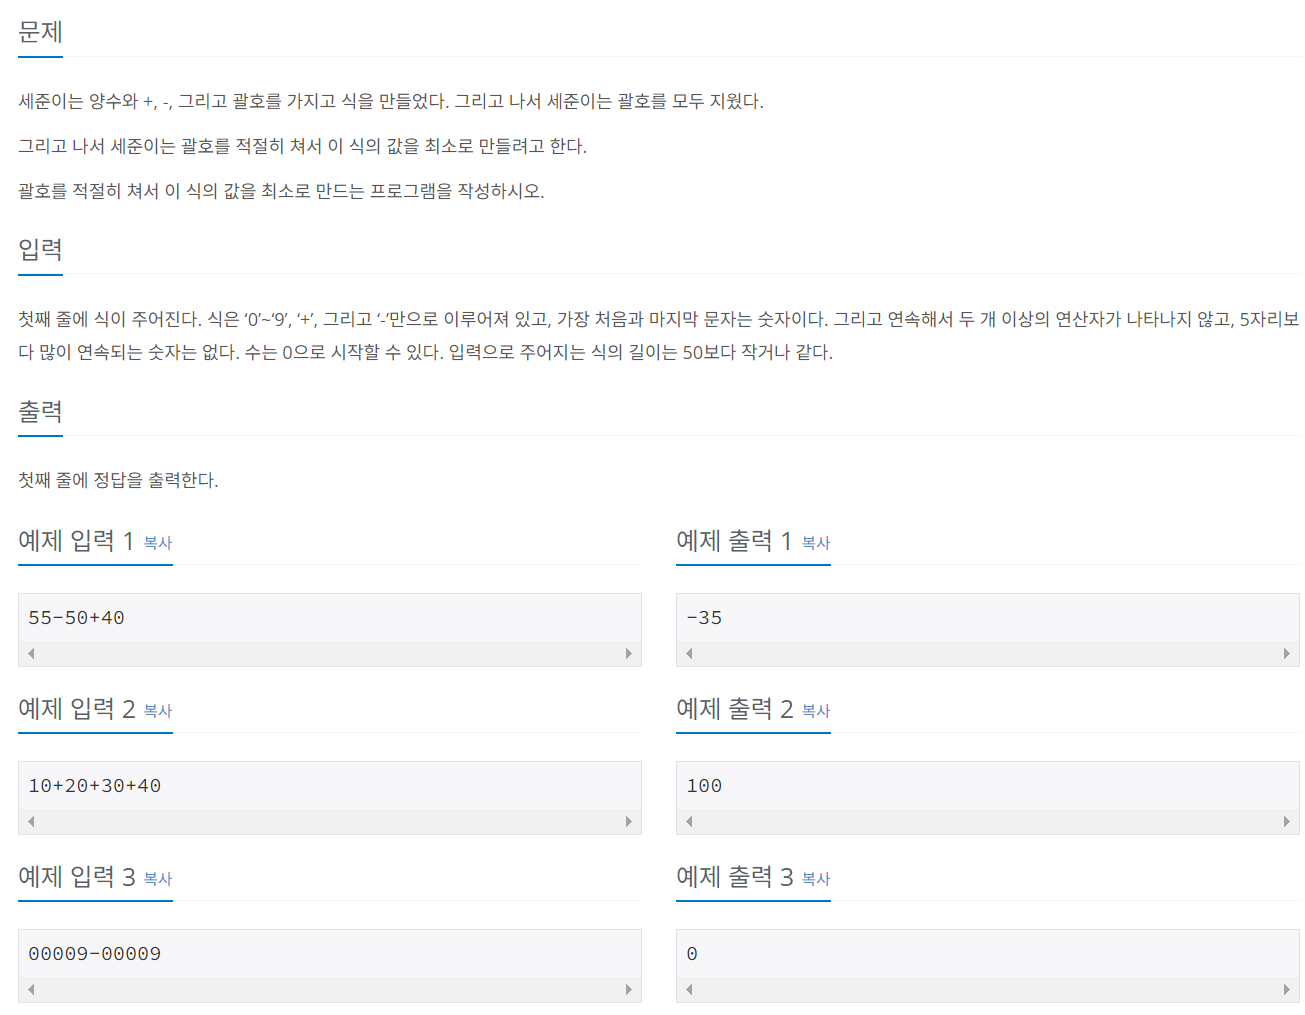 문제
세준이는 양수와 +, -, 그리고 괄호를 가지고 식을 만들었다. 그리고 나서 세준이는 괄호를 모두 지웠다.
그리고 나서 세준이는 괄호를 적절히 쳐서 이 식의 값을 최소로 만들려고 한다.
괄호를 적절히 쳐서 이 식의 값을 최소로 만드는 프로그램을 작성하시오.
입력
첫째 줄에 식이 주어진다. 식은 ‘0’~‘9’, ‘+’, 그리고 ‘-’만으로 이루어져 있고, 가장 처음과 마지막 문자는 숫자이다. 그리고 연속해서 두 개 이상의 연산자가 나타나지 않고, 5자리보
다 많이 연속되는 숫자는 없다. 수는 0으로 시작할 수 있다. 입력으로 주어지는 식의 길이는 50보다 작거나 같다.
출력
첫째 줄에 정답을 출력한다.
예제 입력 1 복사
55-50+40
예제 출력 1 복사
-35
예제 입력 2 복사
10+20+30+40
예제 출력 2 복사
100
예제 입력 3 복사
00009-00009
예제 출력 3 복사
0